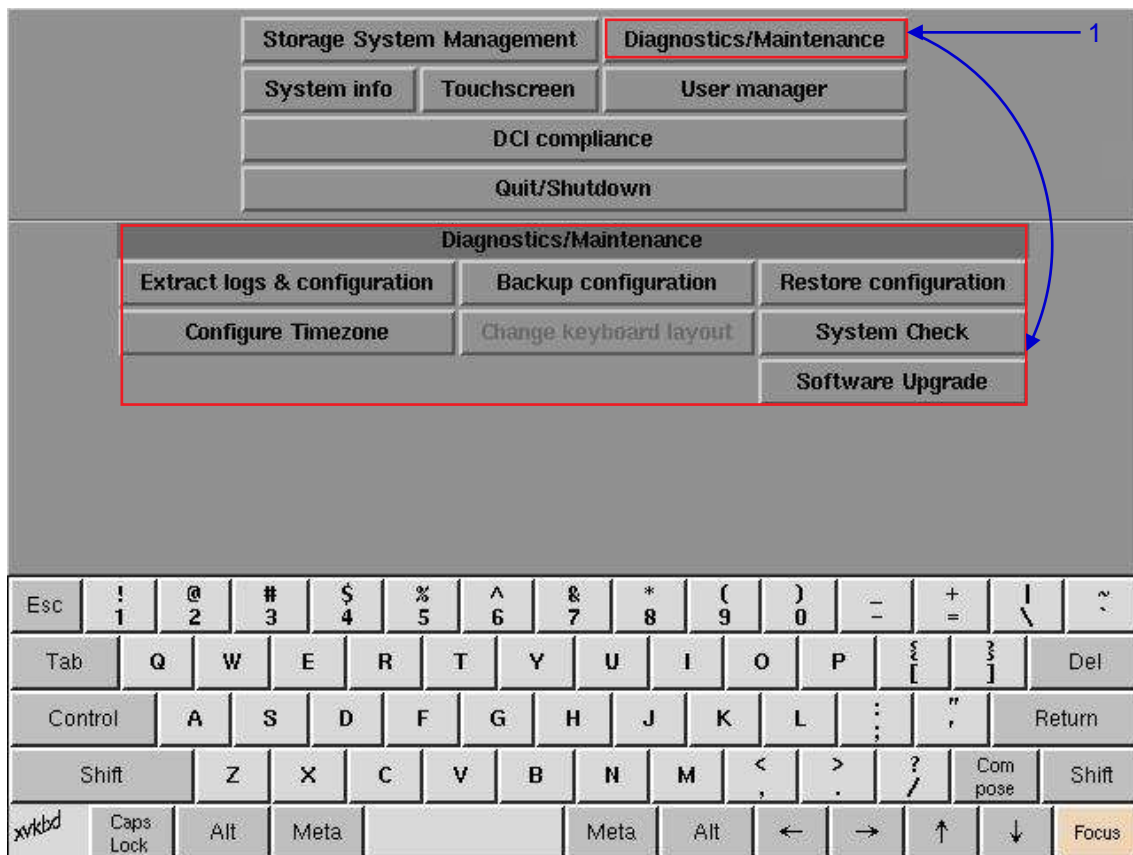 Storage System Management Diagnostics/Maintenance 1
System info Touchscreen User manager
DCI compliance
Quit/Shutdown
Diagnostics/Maintenance
Extract logs & configuration Backup configuration Restore configuration
Configure Timezone Change keyboard layout System Check
Software Upgrade
Esc ! @ # $ % ^ & * ( ) _ + | ~
1 2 3 4 5 6 7 8 9 0 - = \ `
Tab Q W E R T Y U I O P { } Del
[ ]
Control A S D F G H J K L : " Return
; '
Shift Z X C V B N M < > ? Com Shift
, . / pose
xvkbd Caps Alt Meta Meta Alt ← → ↑ ↓ Focus
Lock